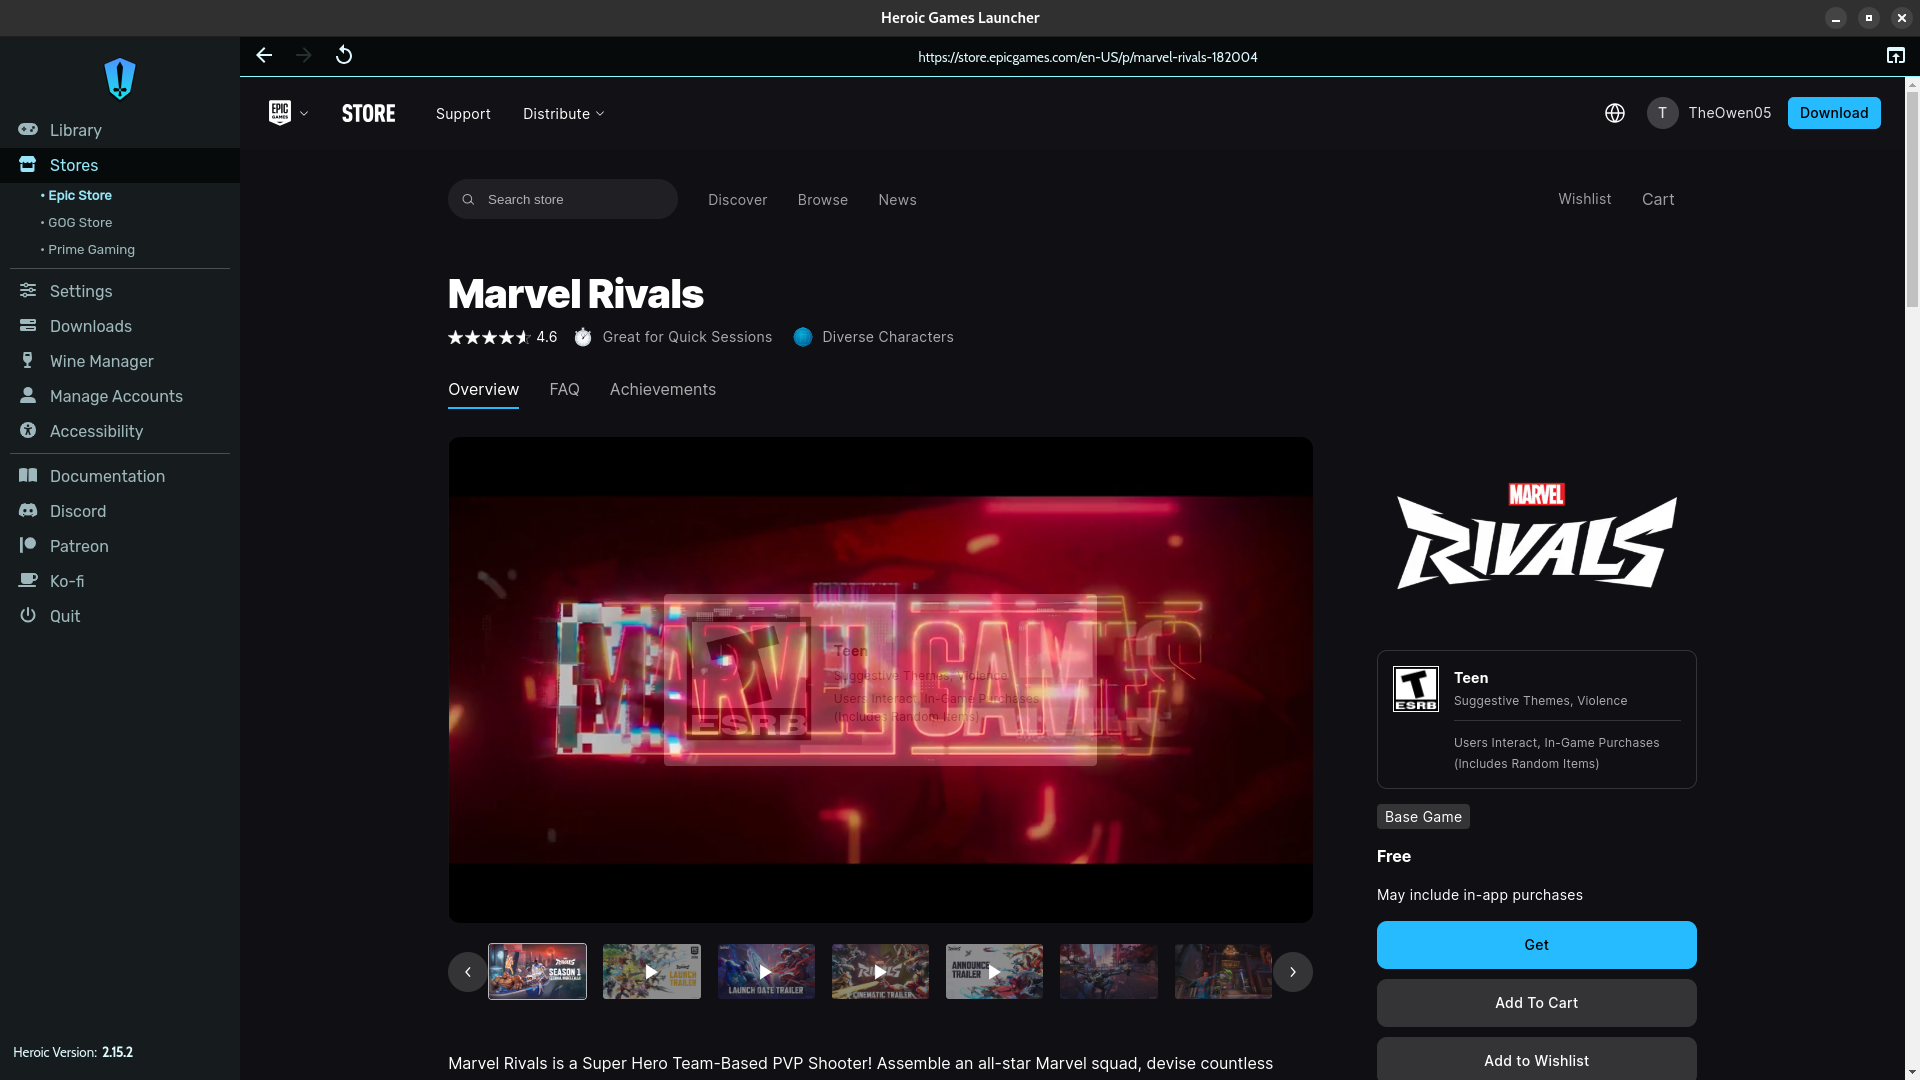 Heroic Games Launcher
https://store.epicgames.com/en-US/p/marvel-rivals-182004
Library
Stores
• Epic Store
• GOG Store
• Prime Gaming
Settings
Downloads
Wine Manager
Manage Accounts
Accessibility
Documentation
Discord
Patreon
Ko-fi
Quit
Heroic Version: 2.15.2
EPIC GAMES
STORE
Support
Distribute
T
TheOwen05
Download
Search store
Discover
Browse
News
Wishlist
Cart
Marvel Rivals
4.6
Great for Quick Sessions
Diverse Characters
Overview
FAQ
Achievements
MARVEL GAMES
T
ESRB
Teen
Suggestive Themes, Violence
Users Interact, In-Game Purchases
(Includes Random Items)
RIVALS
SEASON 1
LAUNCH
TRAILER
LAUNCH DATE TRAILER
RIVALS
CINEMATIC TRAILER
ANNOUNCE
TRAILER
Marvel Rivals is a Super Hero Team-Based PVP Shooter! Assemble an all-star Marvel squad, devise countless
MARVEL
RIVALS
T
ESRB
Teen
Suggestive Themes, Violence
Users Interact, In-Game Purchases
(Includes Random Items)
Base Game
Free
May include in-app purchases
Get
Add To Cart
Add to Wishlist